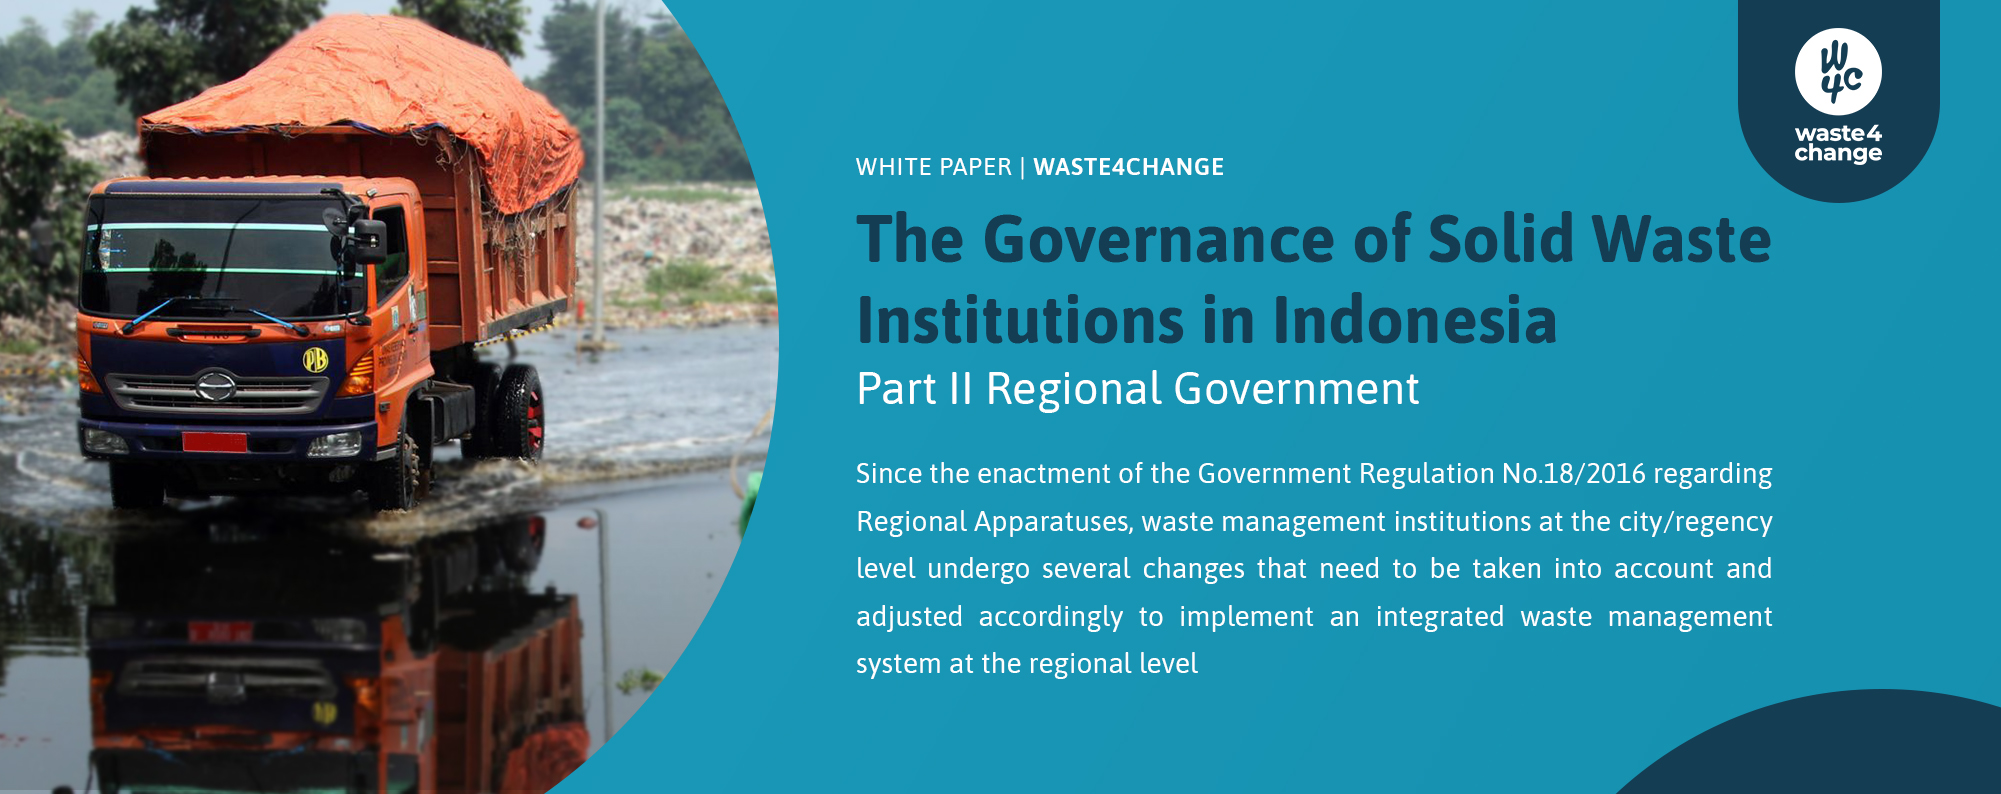 W4C
waste4
change
WHITE PAPER | WASTE4CHANGE
The Governance of Solid Waste
Institutions in Indonesia
Part II Regional Government
Since the enactment of the Government Regulation No.18/2016 regarding
Regional Apparatuses, waste management institutions at the city/regency
level undergo several changes that need to be taken into account and
adjusted accordingly to implement an integrated waste management
system at the regional level
PB